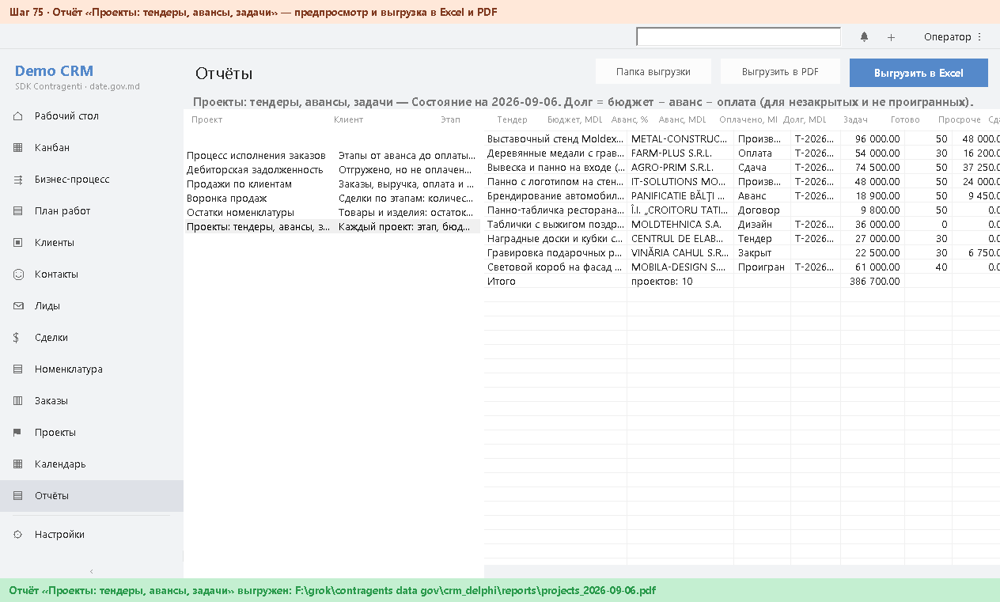 Шаг 75 · Отчёт «Проекты: тендеры, авансы, задачи» — предпросмотр и выгрузка в Excel и PDF
Оператор
Demo CRM
SDK Contragenti · date.gov.md
Рабочий стол
Канбан
Бизнес-процесс
План работ
Клиенты
Контакты
Лиды
Сделки
Номенклатура
Заказы
Проекты
Календарь
Отчёты
Настройки
Отчёты
Папка выгрузки
Выгрузить в PDF
Выгрузить в Excel
Проекты: тендеры, авансы, задачи — Состояние на 2026-09-06. Долг = бюджет − аванс − оплата (для незакрытых и не проигранных).
Проект Клиент Этап Тендер Бюджет, MDL Аванс, % Аванс, MDL Оплачено, MI Долг, MDL Задач Готово Просроче Сда
Процесс исполнения заказов Этапы от аванса до оплаты...
Дебиторская задолженность Отгружено, но не оплачен...
Продажи по клиентам Заказы, выручка, оплата и ...
Воронка продаж Сделки по этапам: количес...
Остатки номенклатуры Товары и изделия: остаток...
Проекты: тендеры, авансы, з... Каждый проект: этап, бюд...
Выставочный стенд Moldex... METAL-CONSTRUC... Произв... T-2026... 96 000.00 50 48 000.0
Деревянные медали с грав... FARM-PLUS S.R.L. Оплата T-2026... 54 000.00 30 16 200.0
Вывеска и панно на входе (... AGRO-PRIM S.R.L. Сдача T-2026... 74 500.00 50 37 250.0
Панно с логотипом на стен... IT-SOLUTIONS MO... Произв... T-2026... 48 000.00 50 24 000.0
Брендирование автомобил... PANIFICATIE BĂLŢI ... Аванс T-2026... 18 900.00 50 9 450.0
Панно-табличка ресторана... Î.I. „CROITORU TATI... Договор 9 800.00 50 0.0
Таблички с выжигом поздр... MOLDTEHNICA S.A. Дизайн T-2026... 36 000.00 0 0.0
Наградные доски и кубки с... CENTRUL DE ELAB... Тендер T-2026... 27 000.00 30 0.0
Гравировка подарочных р... VINĂRIA CAHUL S.R... Закрыт 22 500.00 30 6 750.0
Световой короб на фасад ... MOBILA-DESIGN S.... Проигран T-2026... 61 000.00 40 0.0
Итого проектов: 10 386 700.00
Отчёт «Проекты: тендеры, авансы, задачи» выгружен: F:\grok\contragents data gov\crm_delphi\reports\projects_2026-09-06.pdf